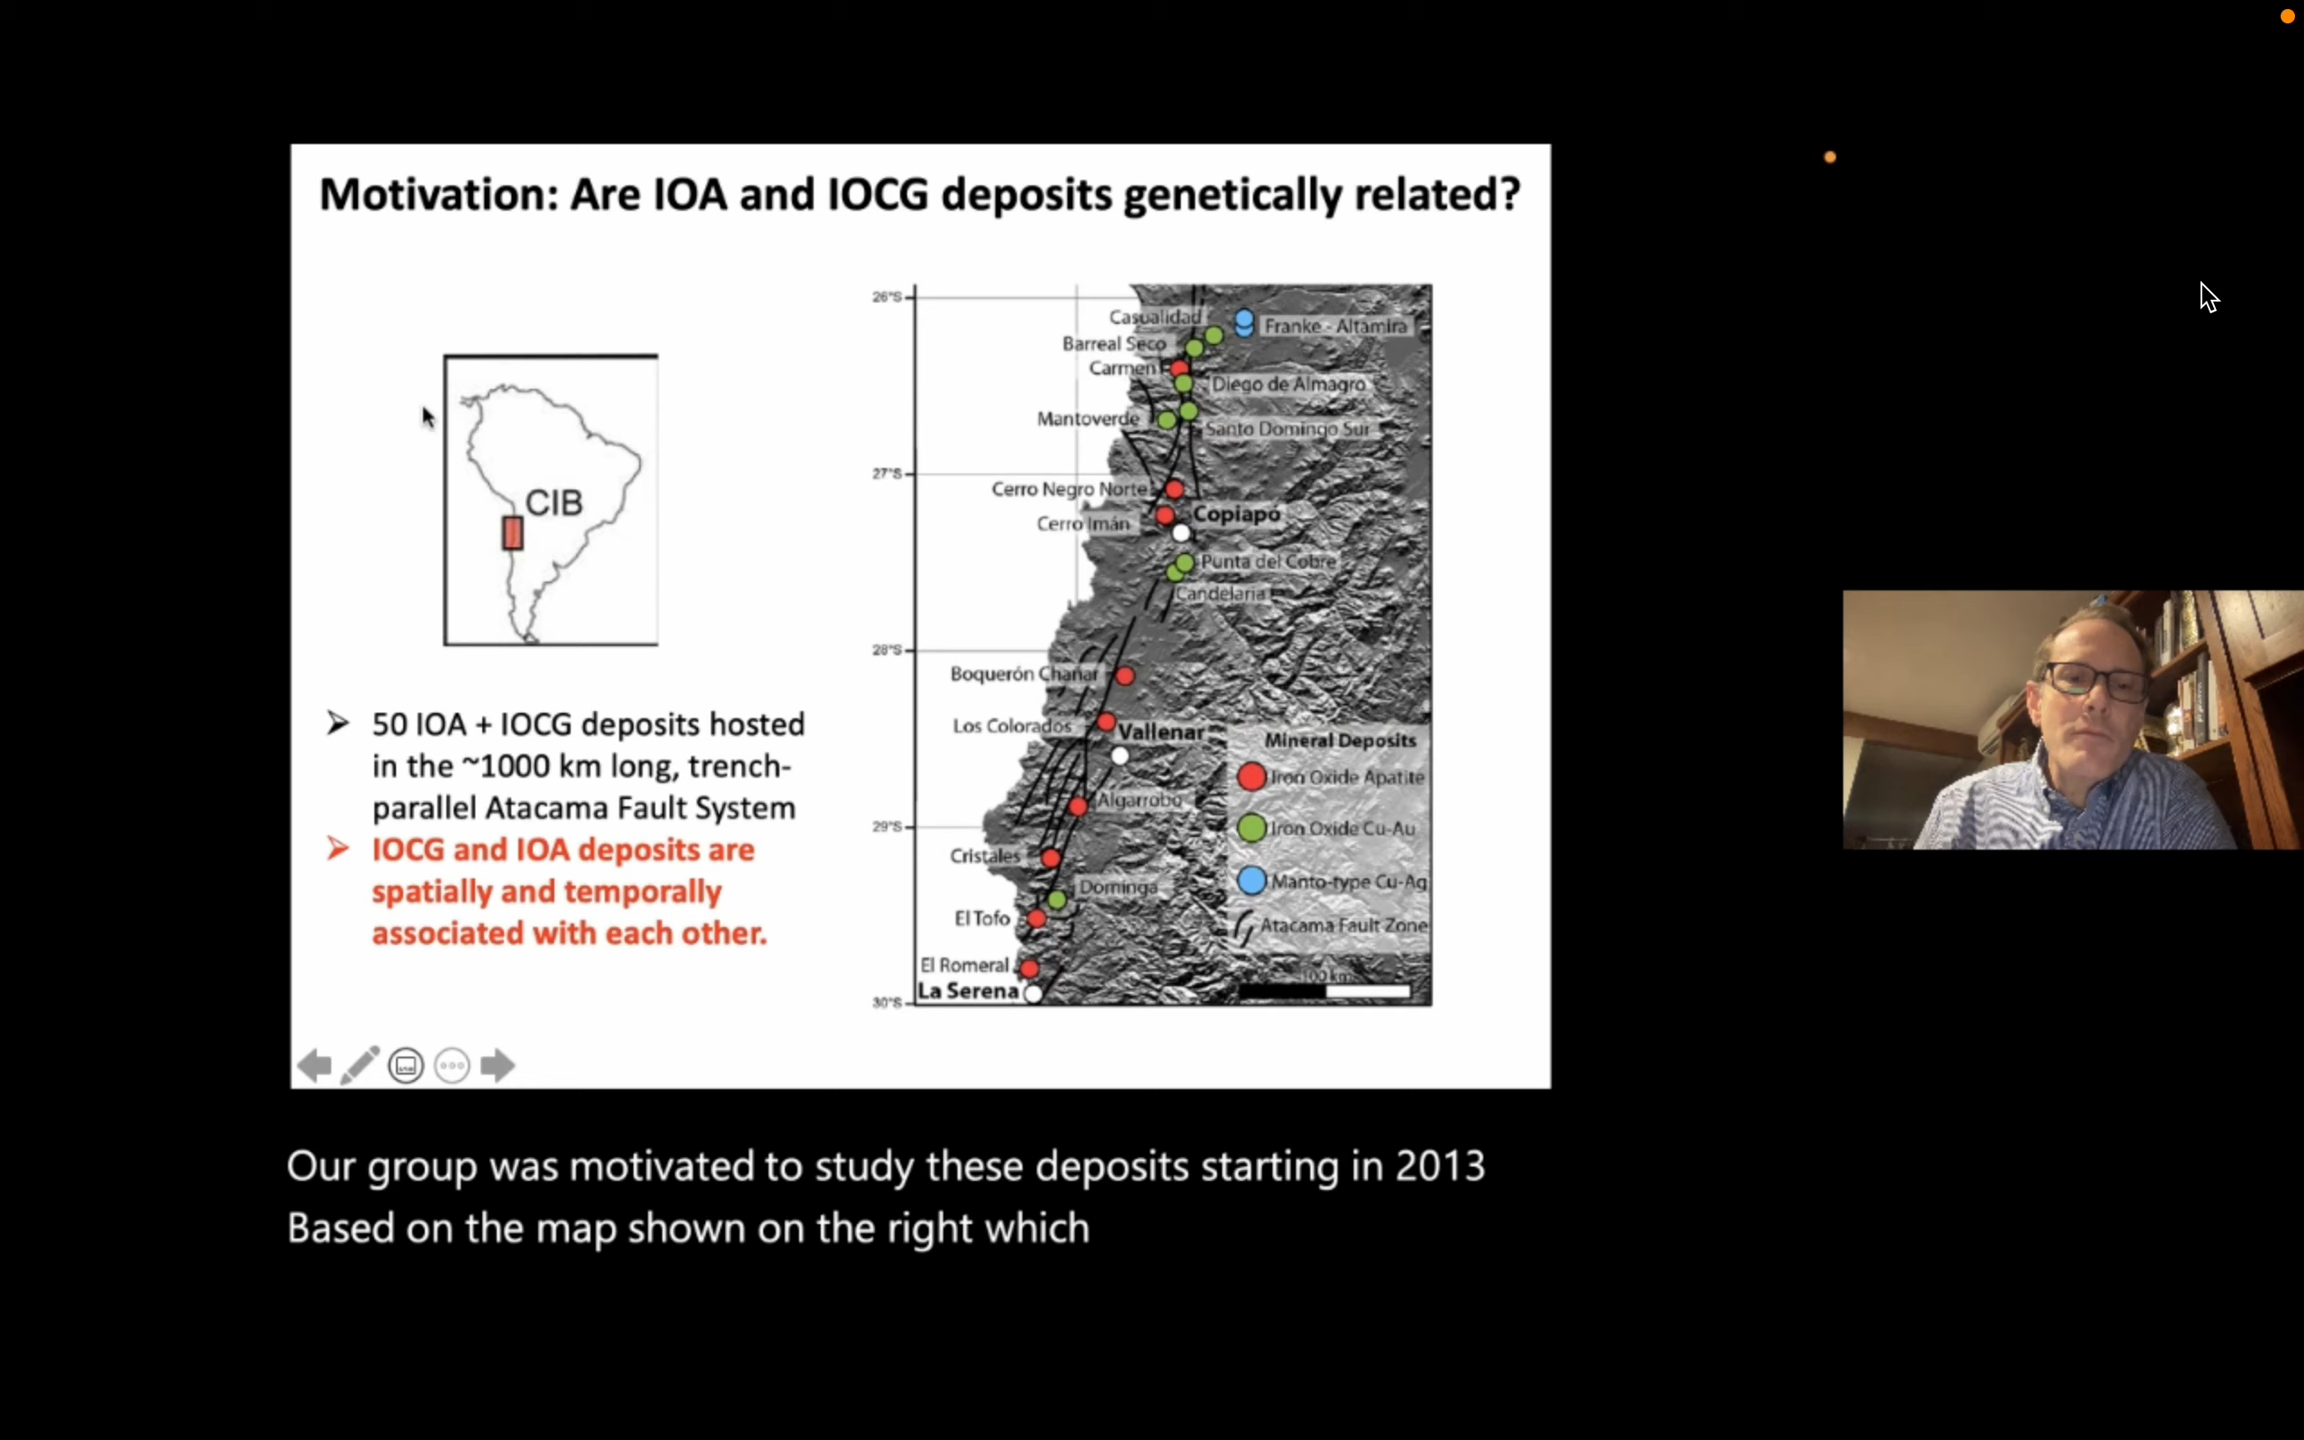 Motivation: Are IOA and IOCG deposits genetically related?
CIB
➢ 50 IOA + IOCG deposits hosted
in the ~1000 km long, trench-
parallel Atacama Fault System
➢ IOCG and IOA deposits are
spatially and temporally
associated with each other.
26°S
Casualidad
Franke - Altamira
Barreal Seco
Carmen
Diego de Almagro
Mantoverde
Santo Domingo Sur
27°S
Cerro Negro Norte
Copiapó
Cerro Imán
Punta del Cobre
Candelaria
28°S
Boquerón Chañar
Los Colorados
Vallenar
Mineral Deposits
Iron Oxide Apatite
Algarrobo
29°S
Iron Oxide Cu-Au
Cristales
Manto-type Cu-Ag
Dominga
El Tofo
Atacama Fault Zone
El Romeral
100 km
La Serena
30°S
Our group was motivated to study these deposits starting in 2013
Based on the map shown on the right which